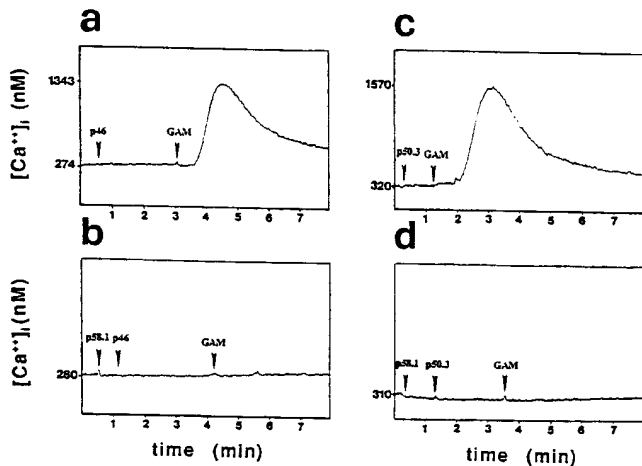 a
[Ca++]i (nM)
1343
274
p46
GAM
1 2 3 4 5 6 7
c
1570
320
p50.3
GAM
1 2 3 4 5 6 7
b
[Ca++]i (nM)
280
p58.1
p46
GAM
1 2 3 4 5 6 7
time (min)
d
310
p58.1
p50.3
GAM
1 2 3 4 5 6 7
time (min)